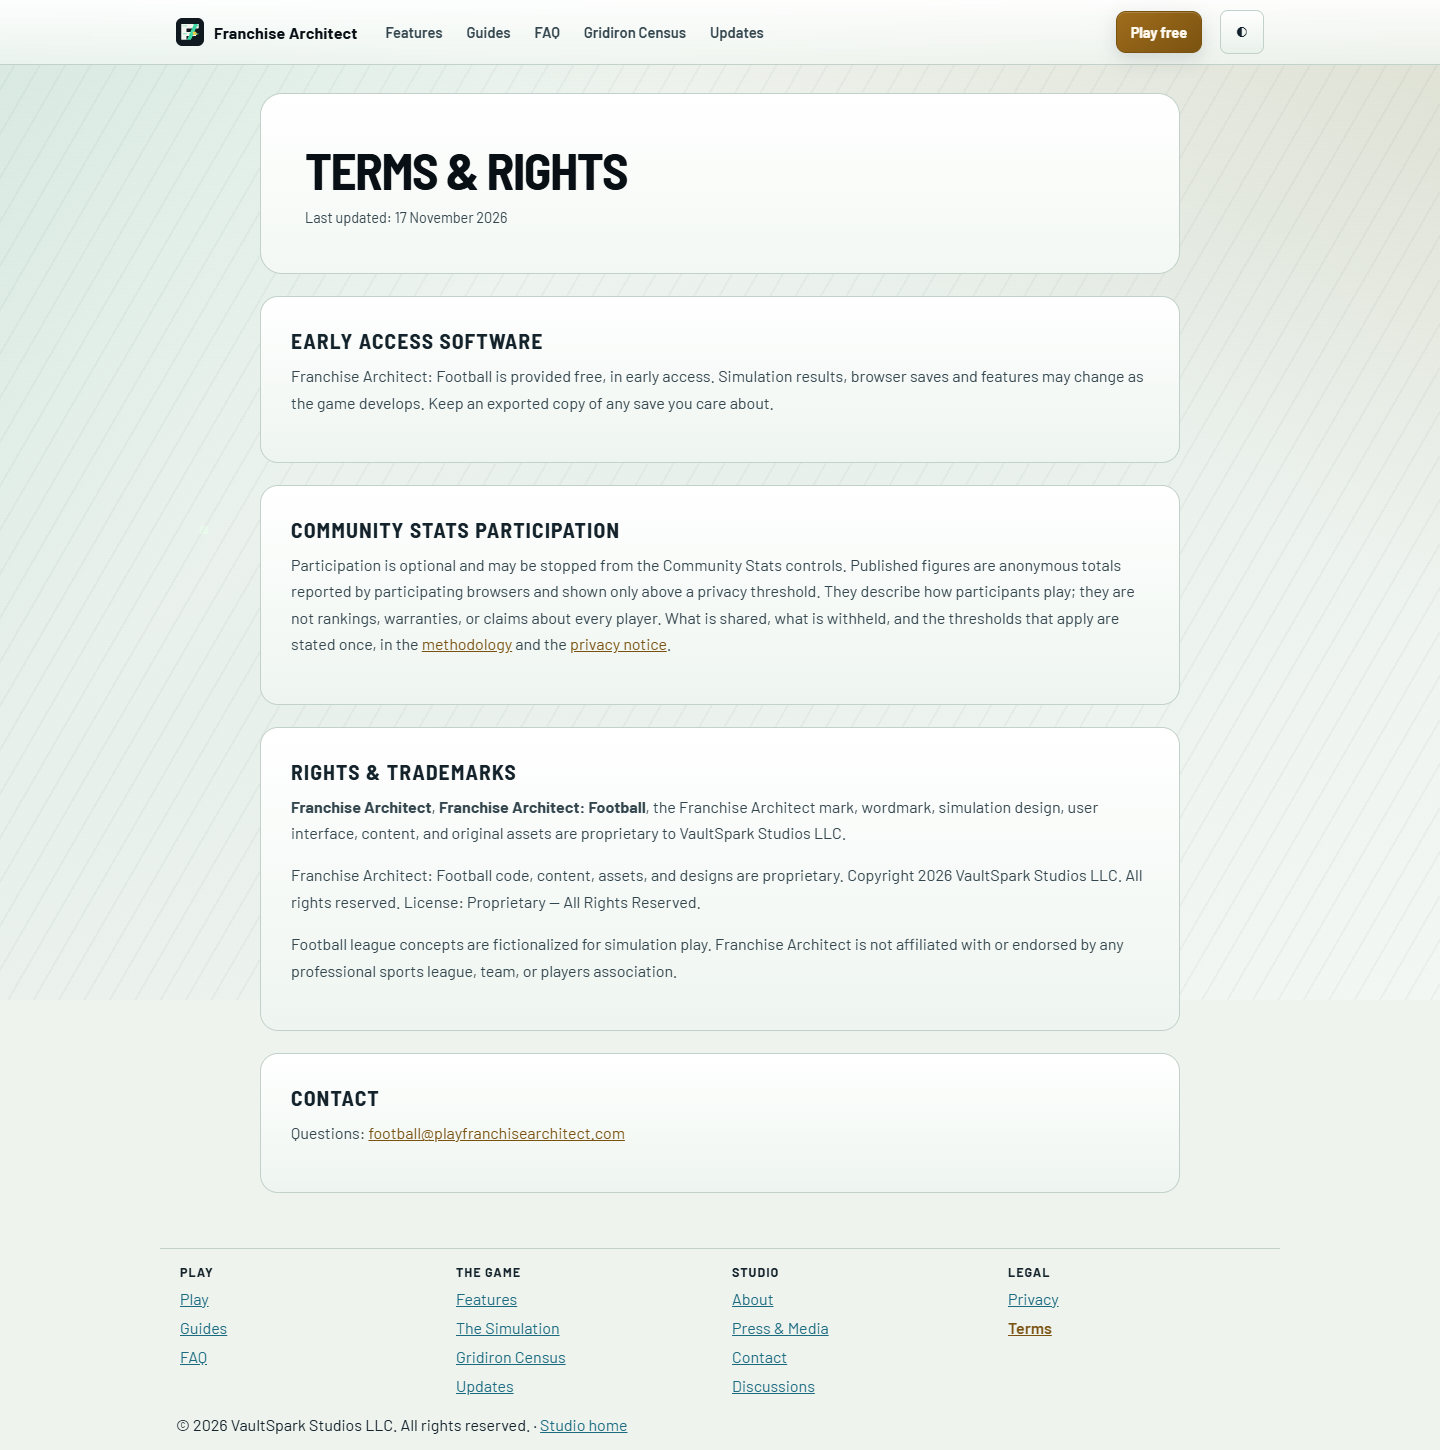 Franchise Architect Features Guides FAQ Gridiron Census Updates Play free
TERMS & RIGHTS
Last updated: 17 November 2026
EARLY ACCESS SOFTWARE
Franchise Architect: Football is provided free, in early access. Simulation results, browser saves and features may change as
the game develops. Keep an exported copy of any save you care about.
COMMUNITY STATS PARTICIPATION
Participation is optional and may be stopped from the Community Stats controls. Published figures are anonymous totals
reported by participating browsers and shown only above a privacy threshold. They describe how participants play; they are
not rankings, warranties, or claims about every player. What is shared, what is withheld, and the thresholds that apply are
stated once, in the methodology and the privacy notice.
RIGHTS & TRADEMARKS
Franchise Architect, Franchise Architect: Football, the Franchise Architect mark, wordmark, simulation design, user
interface, content, and original assets are proprietary to VaultSpark Studios LLC.
Franchise Architect: Football code, content, assets, and designs are proprietary. Copyright 2026 VaultSpark Studios LLC. All
rights reserved. License: Proprietary — All Rights Reserved.
Football league concepts are fictionalized for simulation play. Franchise Architect is not affiliated with or endorsed by any
professional sports league, team, or players association.
CONTACT
Questions: football@playfranchisearchitect.com
PLAY
Play
Guides
FAQ
THE GAME
Features
The Simulation
Gridiron Census
Updates
STUDIO
About
Press & Media
Contact
Discussions
LEGAL
Privacy
Terms
© 2026 VaultSpark Studios LLC. All rights reserved. · Studio home